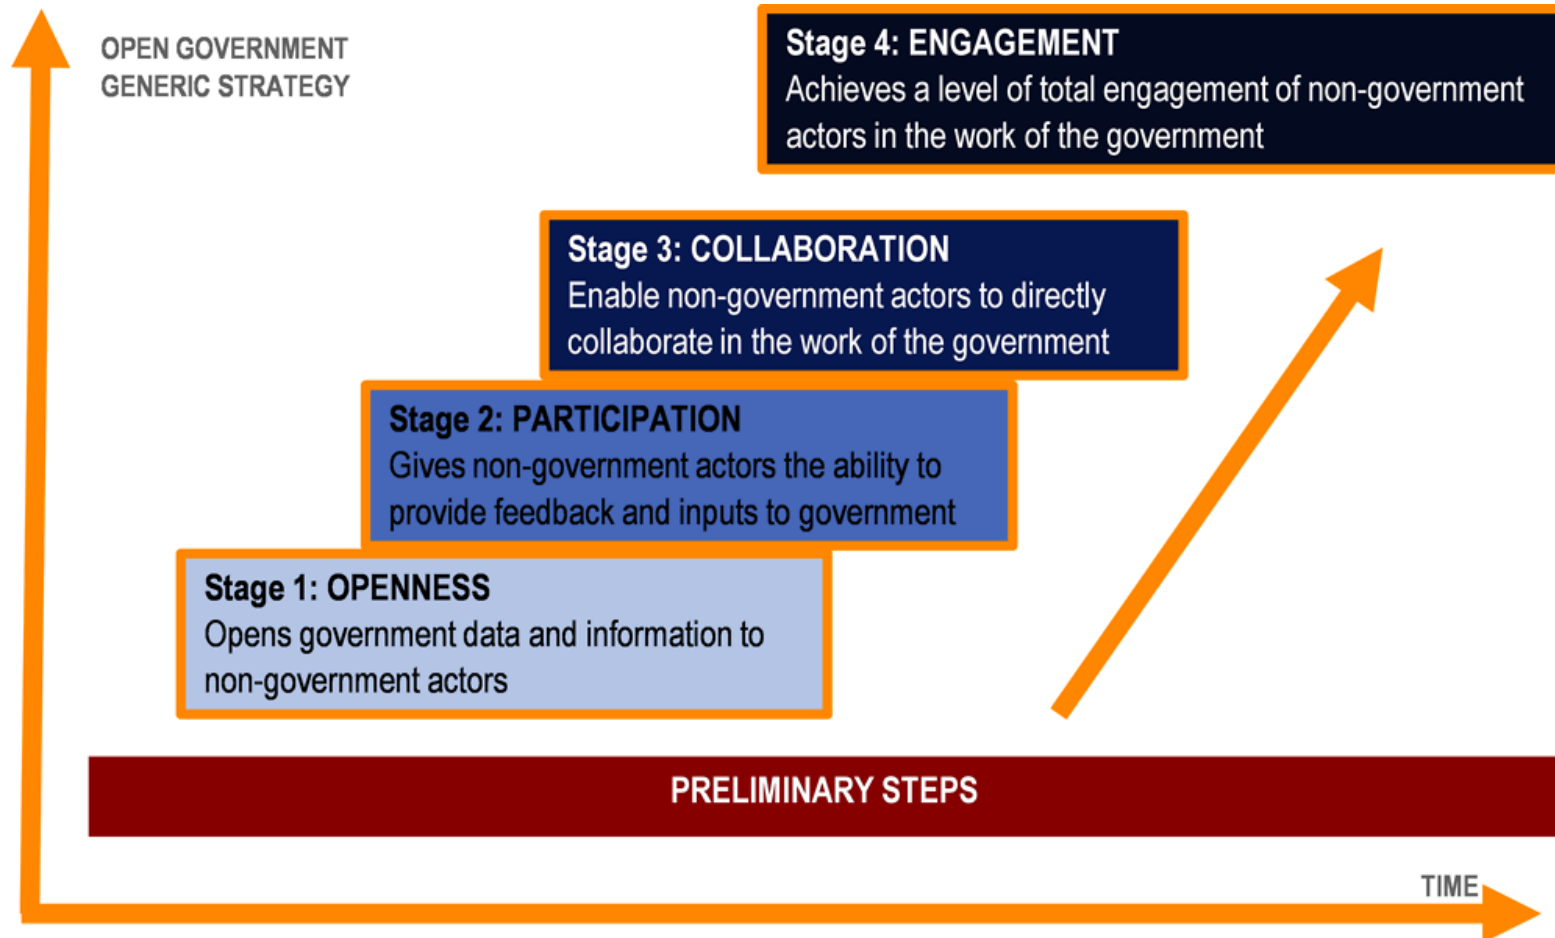 OPEN GOVERNMENT
GENERIC STRATEGY
Stage 4: ENGAGEMENT
Achieves a level of total engagement of non-government
actors in the work of the government
Stage 3: COLLABORATION
Enable non-government actors to directly
collaborate in the work of the government
Stage 2: PARTICIPATION
Gives non-government actors the ability to
provide feedback and inputs to government
Stage 1: OPENNESS
Opens government data and information to
non-government actors
PRELIMINARY STEPS
TIME